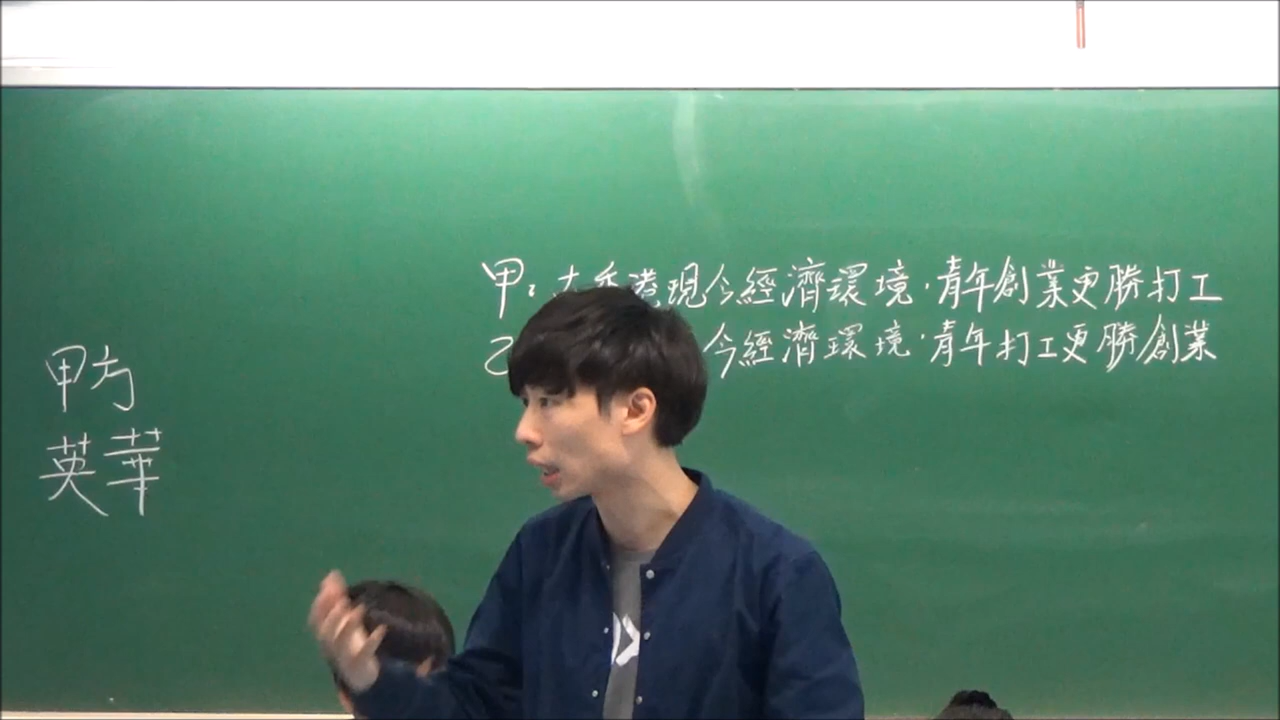 甲：在香港現今經濟環境，青年創業更勝打工
乙 今經濟環境，青年打工更勝創業
甲方
英華